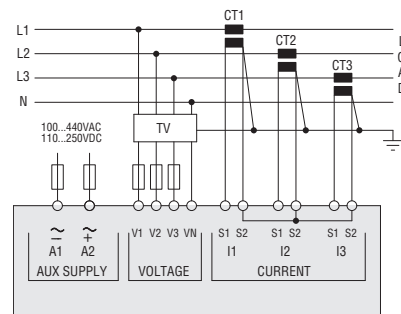 CT1
L1
CT2
L2
CT3
L3
N
L
O
A
D
100...440VAC
110...250VDC
TV
V1 V2 V3 VN
S1 S2 S1 S2 S1 S2
A1 A2
I1 I2 I3
AUX SUPPLY VOLTAGE CURRENT